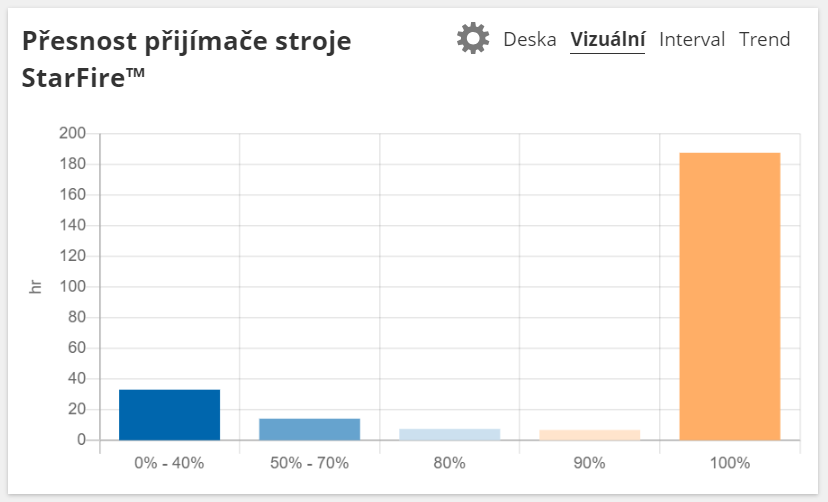 Přesnost přijímače stroje
StarFire™
Deska Vizuální Interval Trend
200
180
160
140
120
100
80
60
40
20
0
hr
0% - 40% 50% - 70% 80% 90% 100%